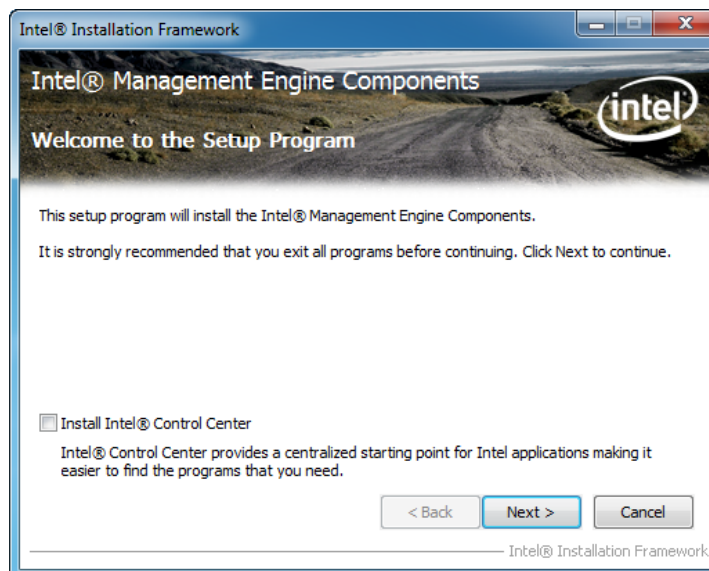 Intel® Installation Framework
Intel® Management Engine Components
intel
Welcome to the Setup Program
This setup program will install the Intel® Management Engine Components.
It is strongly recommended that you exit all programs before continuing. Click Next to continue.
Install Intel® Control Center
Intel® Control Center provides a centralized starting point for Intel applications making it
easier to find the programs that you need.
< Back Next > Cancel
Intel® Installation Framework